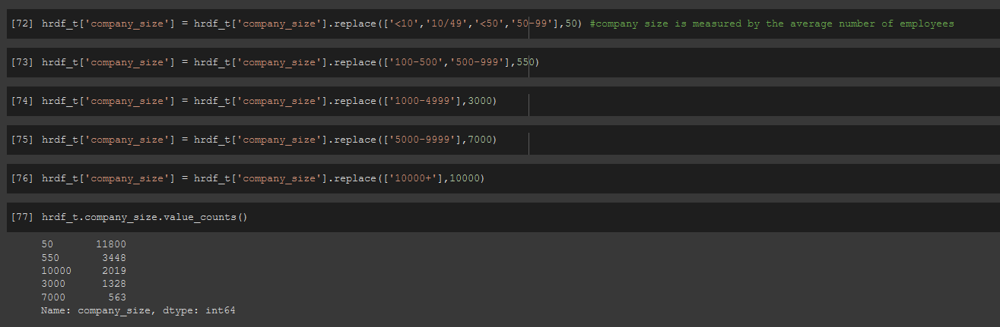 [72] hrdf_t['company_size'] = hrdf_t['company_size'].replace(['<10','10/49','<50','50-99'],50) #company size is measured by the average number of employees
[73] hrdf_t['company_size'] = hrdf_t['company_size'].replace(['100-500','500-999'],550)
[74] hrdf_t['company_size'] = hrdf_t['company_size'].replace(['1000-4999'],3000)
[75] hrdf_t['company_size'] = hrdf_t['company_size'].replace(['5000-9999'],7000)
[76] hrdf_t['company_size'] = hrdf_t['company_size'].replace(['10000+'],10000)
[77] hrdf_t.company_size.value_counts()
50 11800
550 3448
10000 2019
3000 1328
7000 563
Name: company_size, dtype: int64